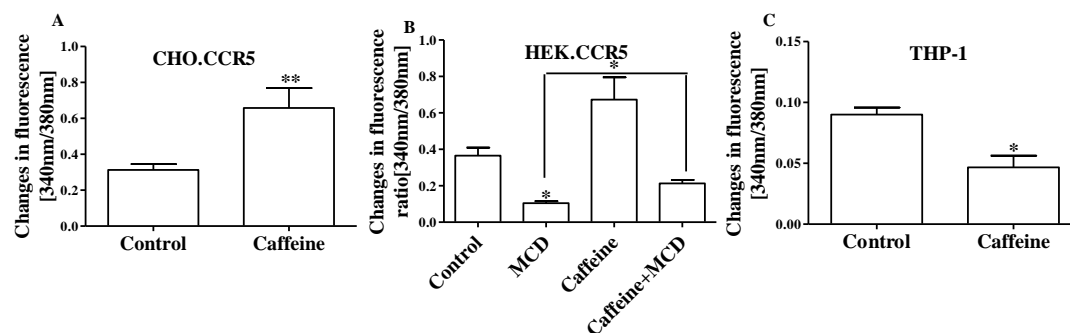 A
CHO.CCR5
Changes in fluorescence
[340nm/380nm]
1.0
0.8
0.6
0.4
0.2
0.0
**
Control
Caffeine
B
HEK.CCR5
Changes in fluorescence
ratio[340nm/380nm]
1.0
0.8
0.6
0.4
0.2
0.0
*
*
Control
MCD
Caffeine
Caffeine+MCD
C
THP-1
Changes in fluorescence
[340nm/380nm]
0.15
0.10
0.05
0.00
*
Control
Caffeine